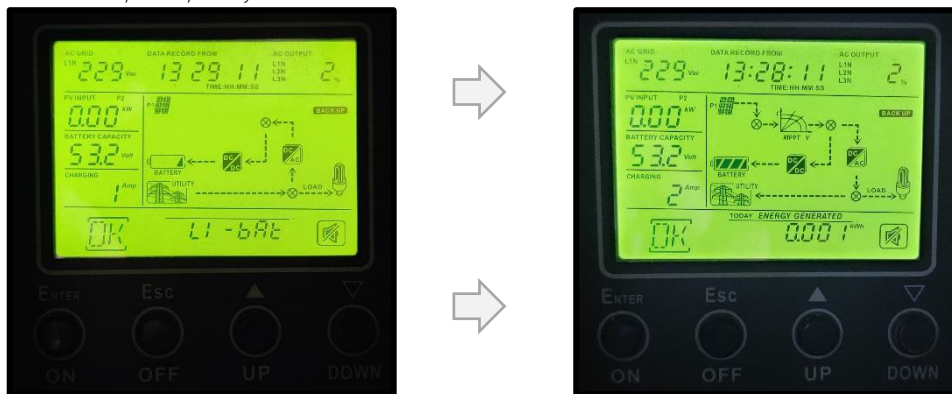 AC GRID DATA RECORD FROM AC OUTPUT
L1N 229 Vac 13 29 11 L1N L2N L3N 2 %
TIME:HH:MM:SS
PV INPUT P2 P1 BACK UP
0.00 kW
BATTERY CAPACITY
53.2 Volt DC DC DC AC
BATTERY
CHARGING UTILITY
1 Amp LOAD
OK LI -bAt
ENTER Esc
ON OFF UP DOWN
AC GRID DATA RECORD FROM AC OUTPUT
L1N 229 Vac 13:28:11 L1N L2N L3N 2 %
TIME:HH:MM:SS
PV INPUT P2 P1 BACK UP
0.00 kW
MPPT V
BATTERY CAPACITY
53.2 Volt DC DC DC AC
BATTERY
CHARGING UTILITY
2 Amp LOAD
TODAY ENERGY GENERATED
OK 0.001 kWh
ENTER Esc
ON OFF UP DOWN